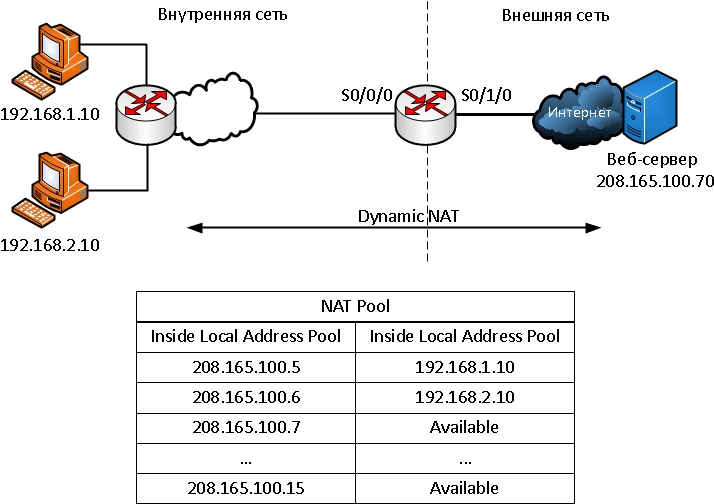 Внутренняя сеть
Внешняя сеть
192.168.1.10
S0/0/0
S0/1/0
Интернет
Веб-сервер
208.165.100.70
192.168.2.10
Dynamic NAT
NAT Pool
Inside Local Address Pool
Inside Local Address Pool
208.165.100.5
192.168.1.10
208.165.100.6
192.168.2.10
208.165.100.7
Available
...
...
208.165.100.15
Available